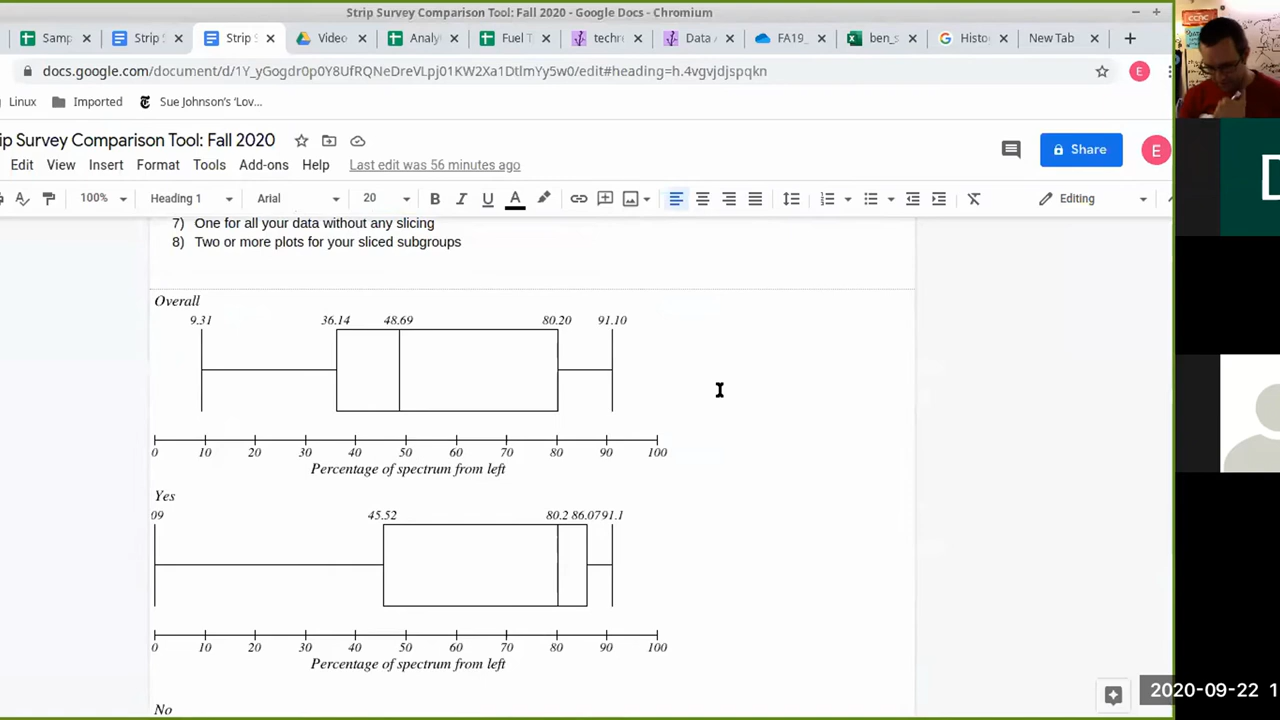 Strip Survey Comparison Tool: Fall 2020 - Google Docs - Chromium
Samp Strip S Strip S Video Analy Fuel T techre Data A FA19_ ben_s Histo New Tab
docs.google.com/document/d/1Y_yGogdr0p0Y8UfRQNeDreVLpj01KW2Xa1DtlmYy5w0/edit#heading=h.4vgvjdjspqkn E
Linux Imported Sue Johnson's 'Lov...
ip Survey Comparison Tool: Fall 2020
Edit View Insert Format Tools Add-ons Help Last edit was 56 minutes ago Share E
100% Heading 1 Arial 20 B I U A Editing
7) One for all your data without any slicing
8) Two or more plots for your sliced subgroups
Overall
9.31 36.14 48.69 80.20 91.10
0 10 20 30 40 50 60 70 80 90 100
Percentage of spectrum from left
Yes
09 45.52 80.2 86.07 91.1
0 10 20 30 40 50 60 70 80 90 100
Percentage of spectrum from left
No
2020-09-22 1